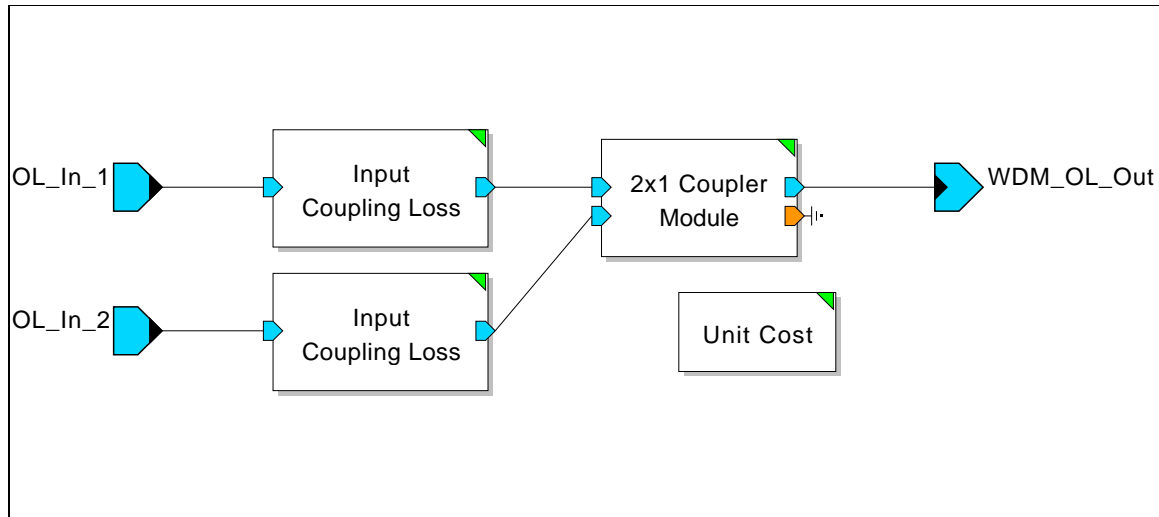 OL_In_1
Input
Coupling Loss
2x1 Coupler
Module
WDM_OL_Out
OL_In_2
Input
Coupling Loss
Unit Cost